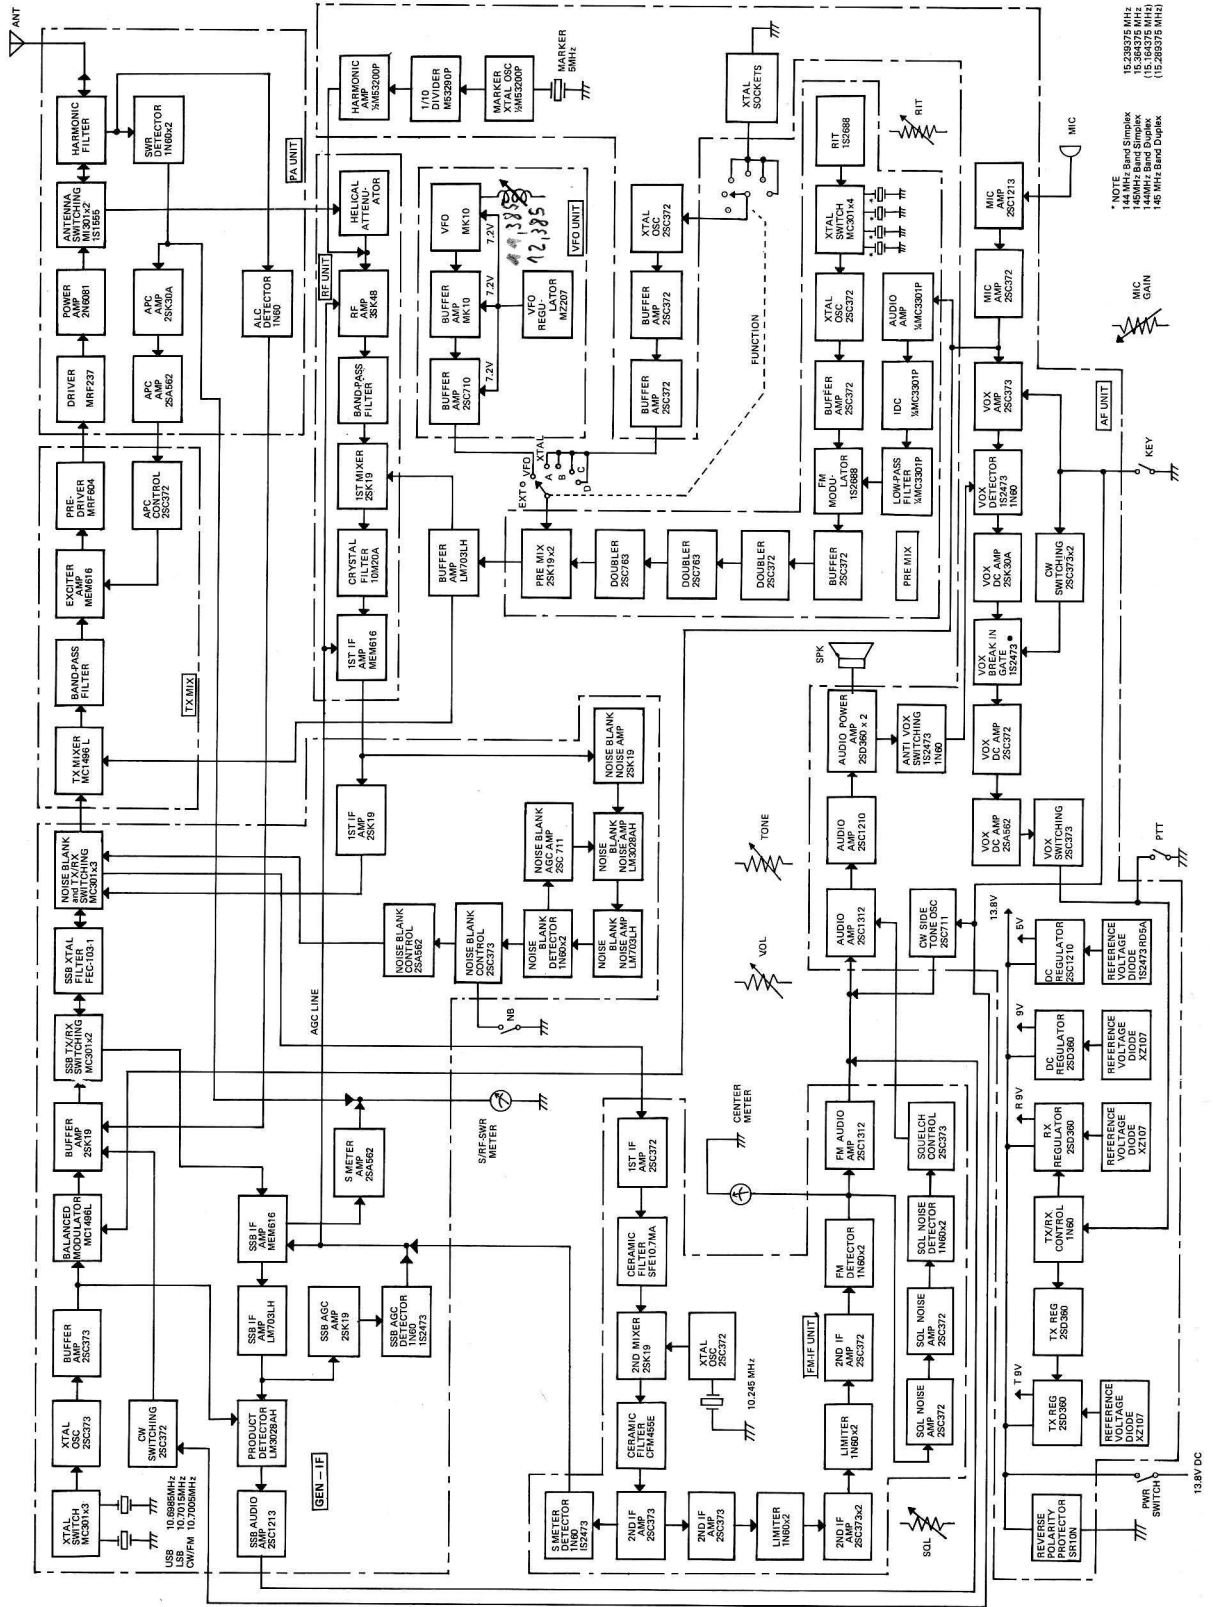 ANT
HARMONIC
FILTER
SWR
DETECTOR
1N60x2
ANTENNA
SWITCHING
MI301x2
1S1555
POWER
AMP
2N6081
APC
AMP
2SK30A
ALC
DETECTOR
1N60
DRIVER
MRF237
APC
AMP
2SA562
PA UNIT
PRE-
DRIVER
MRF604
APC
CONTROL
2SC372
EXCITER
AMP
MEM616
BAND-PASS
FILTER
TX MIXER
MC1496 L
TX MIX
NOISE BLANK
and TX/RX
SWITCHING
MC301x3
SSB XTAL
FILTER
FEC-103-1
SSB TX/RX
SWITCHING
MC301x2
BUFFER
AMP
2SK19
BALANCED
MODULATOR
MC1496L
BUFFER
AMP
2SC373
XTAL
OSC
2SC373
XTAL
SWITCH
MC301x3
USB 10.6985MHz
LSB 10.7015MHz
CW/FM 10.7005MHz
CW
SWITCHING
2SC372
PRODUCT
DETECTOR
LM3028AH
SSB AUDIO
AMP
2SC1213
GEN – IF
SSB IF
AMP
MEM616
SSB IF
AMP
LM703LH
SSB AGC
AMP
2SK19
SSB AGC
DETECTOR
1N60
1S2473
S METER
AMP
2SA562
AGC LINE
S/RF-SWR
METER
HARMONIC
AMP
½M53200P
1/10
DIVIDER
M53290P
MARKER
XTAL OSC
½M53200P
MARKER
5MHz
HELICAL
ATTENU-
ATOR
RF UNIT
RF
AMP
3SK48
BAND-PASS
FILTER
1ST MIXER
2SK19
CRYSTAL
FILTER
10M20A
1ST IF
AMP
MEM616
1ST IF
AMP
2SK19
VFO
MK10
7.2V
BUFFER
AMP
MK10
7.2V
BUFFER
AMP
2SC710
7.2V
VFO
REGU-
LATOR
MZ207
VFO UNIT
11,385
12,385
EXT
VFO
XTAL
A
B
C
D
XTAL
OSC
2SC372
BUFFER
AMP
2SC372
BUFFER
AMP
2SC372
XTAL
SOCKETS
FUNCTION
RIT
1S2688
RIT
XTAL
SWITCH
MC301x4
XTAL
OSC
2SC372
BUFFER
AMP
2SC372
FM
MODU-
LATOR
1S2688
BUFFER
2SC372
AUDIO
AMP
¼MC3301P
IDC
¼MC3301P
LOW-PASS
FILTER
¼MC3301P
PRE MIX
DOUBLER
2SC372
DOUBLER
2SC763
DOUBLER
2SC763
PRE MIX
2SK19x2
BUFFER
AMP
LM703LH
NOISE BLANK
NOISE AMP
2SK19
NOISE
BLANK
NOISE AMP
LM3028AH
NOISE
BLANK
NOISE AMP
LM703LH
NOISE BLANK
AGC AMP
2SC 711
NOISE
BLANK
DETECTOR
1N60x2
NOISE BLANK
CONTROL
2SC373
NOISE BLANK
CONTROL
2SA562
NB
MIC
MIC
AMP
2SC1213
MIC
AMP
2SC372
MIC
GAIN
VOX
AMP
2SC373
VOX
DETECTOR
1S2473
1N60
VOX
DC AMP
2SK30A
VOX
BREAK IN
GATE
1S2473
VOX
DC AMP
2SC372
VOX
DC AMP
2SA562
VOX
SWITCHING
2SC373
CW
SWITCHING
2SC373x2
AF UNIT
KEY
PTT
SPK
AUDIO POWER
AMP
2SD360 x 2
ANTI VOX
SWITCHING
1S2473
1N60
AUDIO
AMP
2SC1210
AUDIO
AMP
2SC1312
CW SIDE
TONE OSC
2SC711
TONE
VOL
CENTER
METER
1ST IF
AMP
2SC372
CERAMIC
FILTER
SFE10.7MA
2ND MIXER
2SK19
XTAL
OSC
2SC372
10.245 MHz
CERAMIC
FILTER
CFM455E
2ND IF
AMP
2SC373
S METER
DETECTOR
1N60
IS2473
2ND IF
AMP
2SC373
LIMITER
1N60x2
2ND IF
AMP
2SC373x2
LIMITER
1N60x2
2ND IF
AMP
2SC372
FM
DETECTOR
1N60x2
FM AUDIO
AMP
2SC1312
FM-IF UNIT
SQL NOISE
AMP
2SC372
SQL NOISE
AMP
2SC372
SQL NOISE
DETECTOR
1N60x2
SQUELCH
CONTROL
2SC373
SQL
13.8V
5V
DC
REGULATOR
2SC1210
REFERENCE
VOLTAGE
DIODE
1S2473 RD5A
9V
DC
REGULATOR
2SD360
REFERENCE
VOLTAGE
DIODE
XZ107
R 9V
RX
REGULATOR
2SD360
REFERENCE
VOLTAGE
DIODE
XZ107
TX/RX
CONTROL
1N60
TX REG
2SD360
T 9V
TX REG
2SD360
REFERENCE
VOLTAGE
DIODE
XZ107
REVERSE
POLARITY
PROTECTOR
SR10N
PWR
SWITCH
13.8V DC
* NOTE
144 MHz Band Simplex 15.239375 MHz
145MHz Band Simplex 15.364375 MHz
144MHz Band Duplex (15.164375 MHz)
145 MHz Band Duplex (15.289375 MHz)